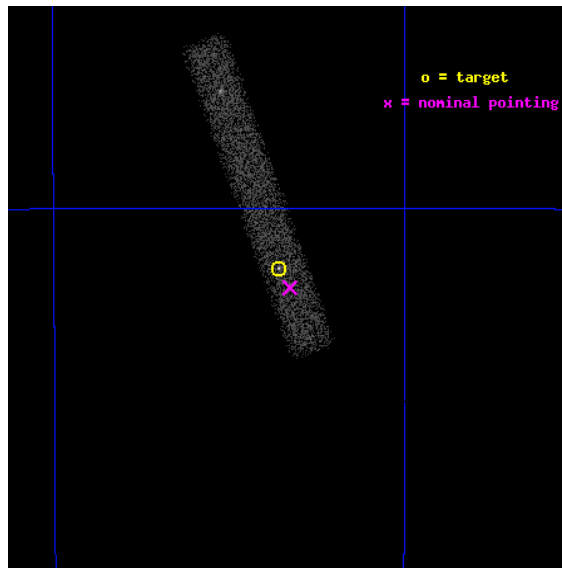 o = target
x = nominal pointing